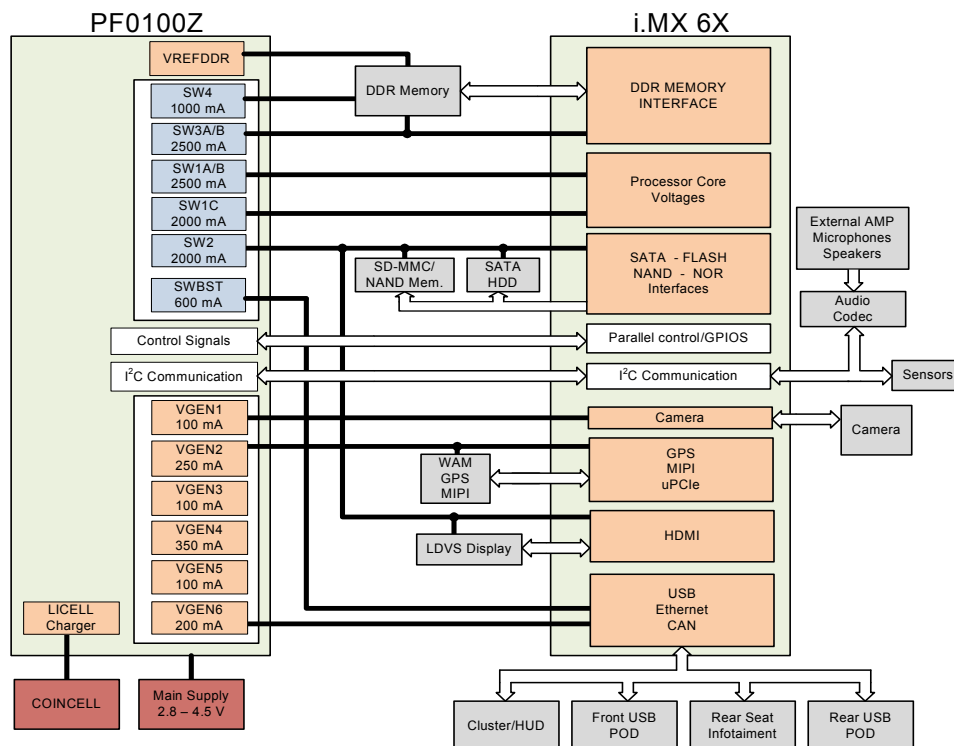 PF0100Z
i.MX 6X
VREFDDR
SW4
1000 mA
SW3A/B
2500 mA
SW1A/B
2500 mA
SW1C
2000 mA
SW2
2000 mA
SWBST
600 mA
Control Signals
I²C Communication
VGEN1
100 mA
VGEN2
250 mA
VGEN3
100 mA
VGEN4
350 mA
VGEN5
100 mA
VGEN6
200 mA
LICELL
Charger
COINCELL
Main Supply
2.8 – 4.5 V
DDR Memory
SD-MMC/
NAND Mem.
SATA
HDD
WAM
GPS
MIPI
LDVS Display
DDR MEMORY
INTERFACE
Processor Core
Voltages
SATA - FLASH
NAND - NOR
Interfaces
Parallel control/GPIOS
I²C Communication
Camera
GPS
MIPI
uPCIe
HDMI
USB
Ethernet
CAN
External AMP
Microphones
Speakers
Audio
Codec
Sensors
Camera
Cluster/HUD
Front USB
POD
Rear Seat
Infotaiment
Rear USB
POD